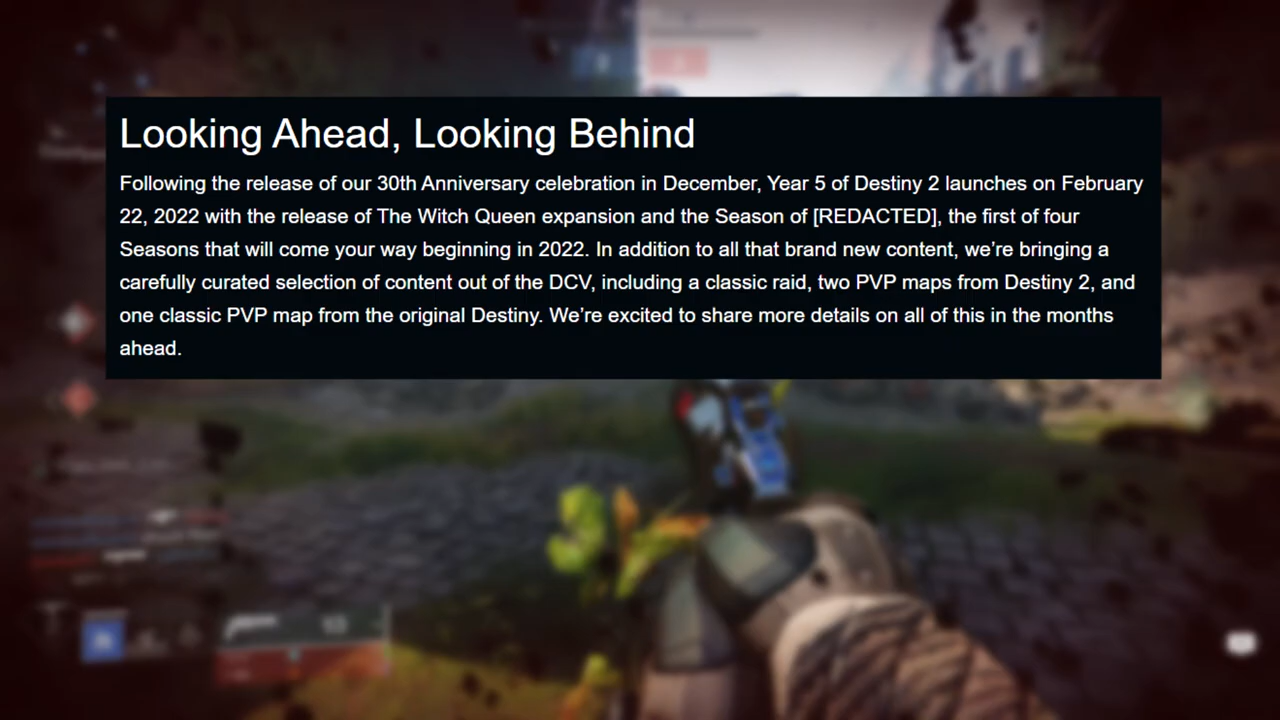 Looking Ahead, Looking Behind
Following the release of our 30th Anniversary celebration in December, Year 5 of Destiny 2 launches on February
22, 2022 with the release of The Witch Queen expansion and the Season of [REDACTED], the first of four
Seasons that will come your way beginning in 2022. In addition to all that brand new content, we’re bringing a
carefully curated selection of content out of the DCV, including a classic raid, two PVP maps from Destiny 2, and
one classic PVP map from the original Destiny. We’re excited to share more details on all of this in the months
ahead.